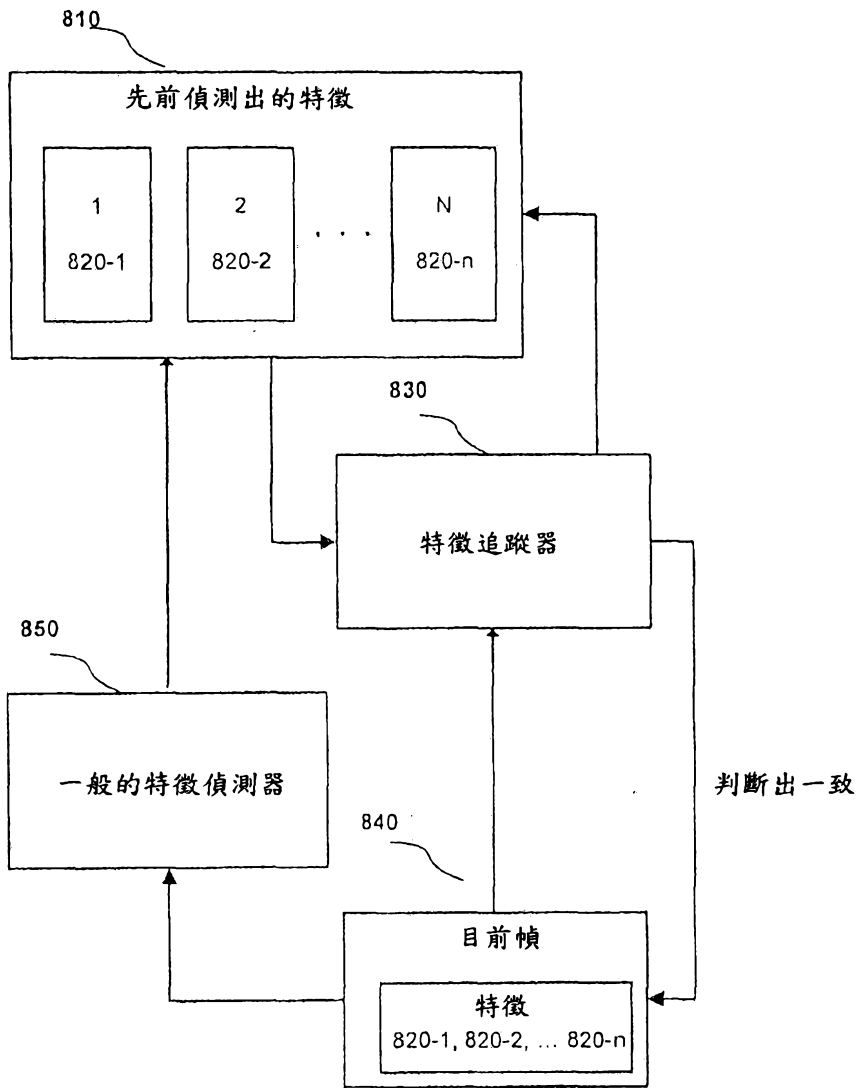 810
先前偵測出的特徵
1
2
N
820-1
820-2
. . .
820-n
830
特徵追蹤器
850
一般的特徵偵測器
判斷出一致
840
目前幀
特徵
820-1, 820-2, ... 820-n